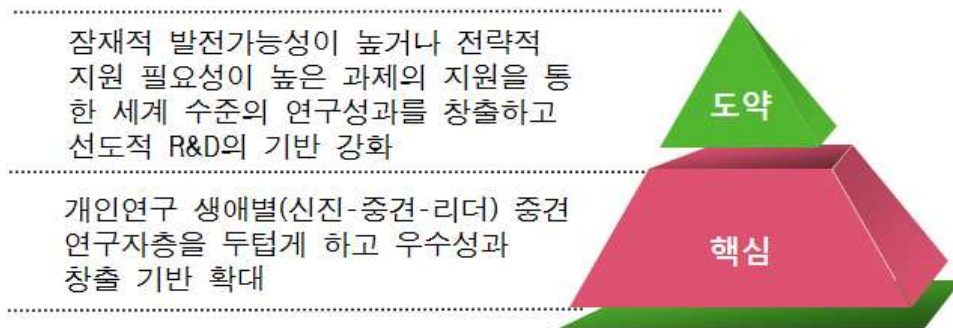 잠재적 발전가능성이 높거나 전략적
지원 필요성이 높은 과제의 지원을 통
한 세계 수준의 연구성과를 창출하고
선도적 R&D의 기반 강화
도약
개인연구 생애별(신진-중견-리더) 중견
연구자층을 두텁게 하고 우수성과
창출 기반 확대
핵심